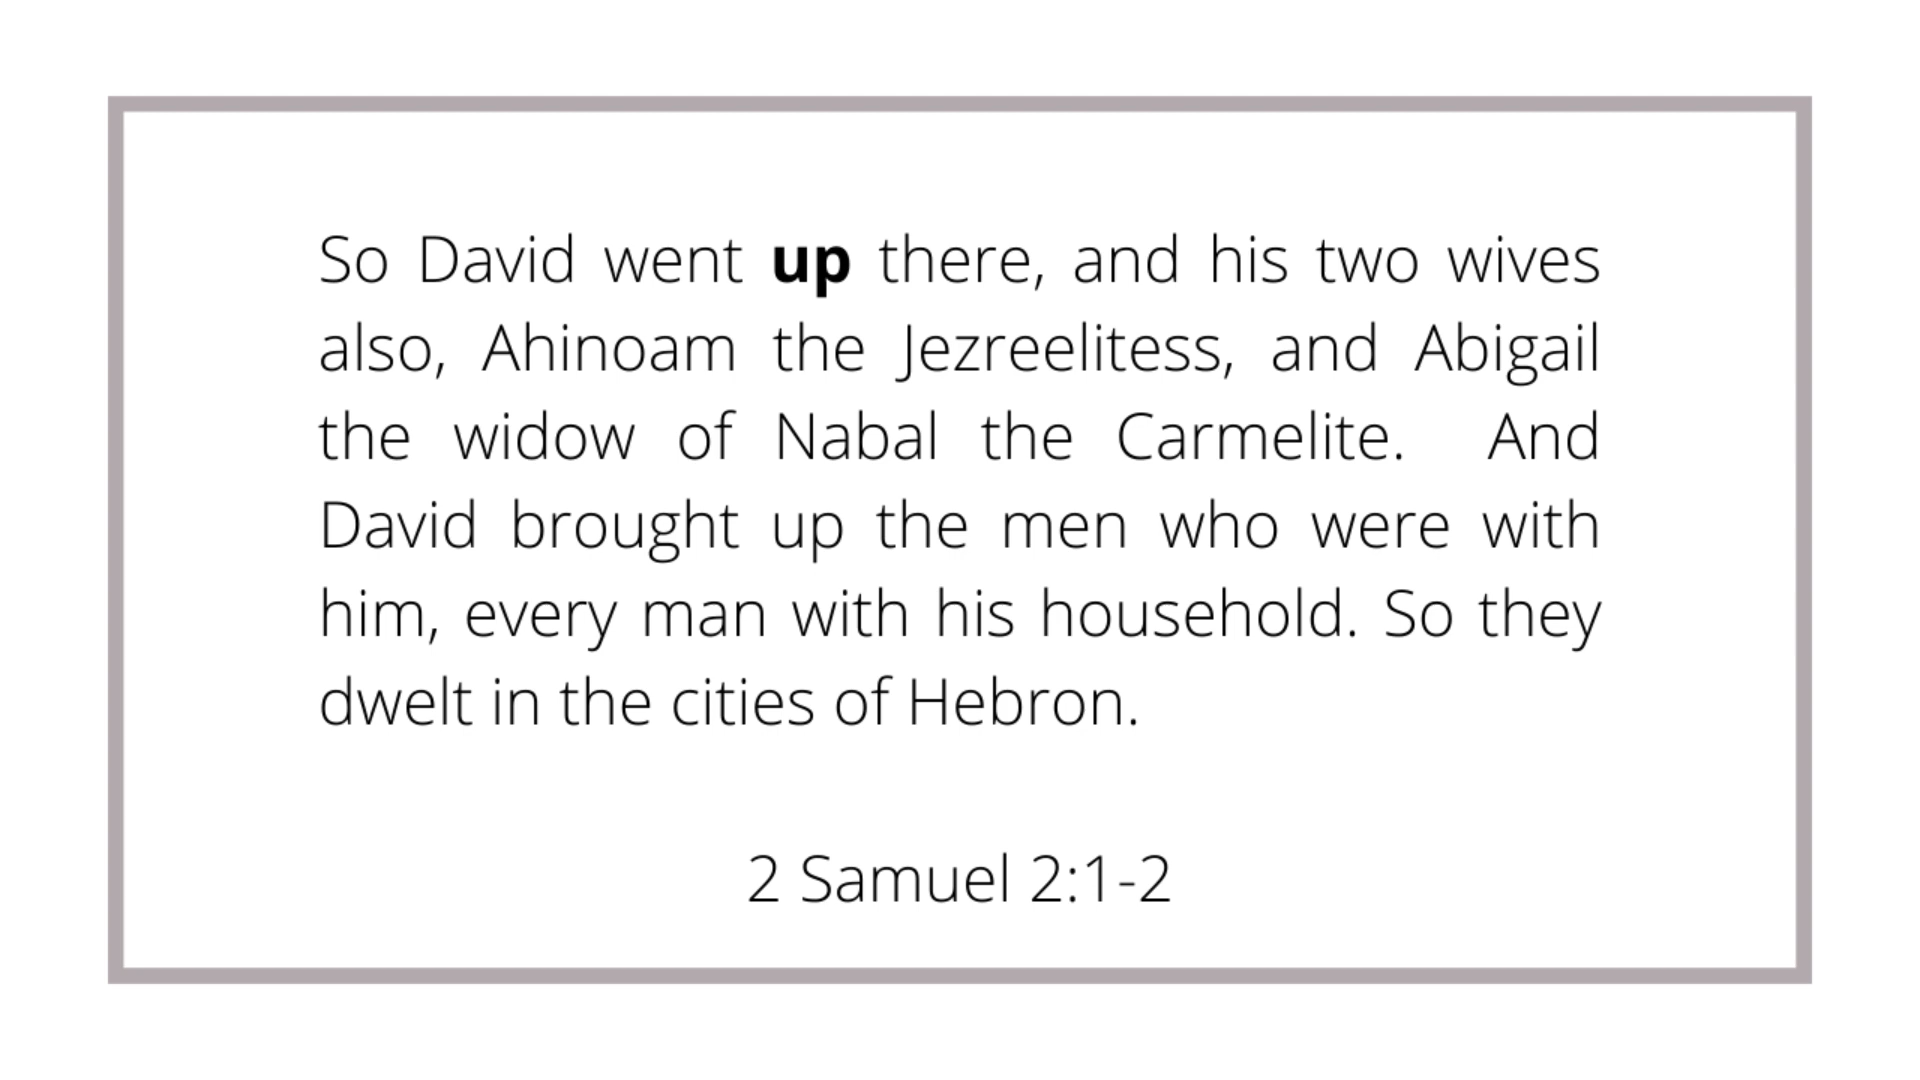 So David went up there, and his two wives
also, Ahinoam the Jezreelitess, and Abigail
the widow of Nabal the Carmelite. And
David brought up the men who were with
him, every man with his household. So they
dwelt in the cities of Hebron.
2 Samuel 2:1-2